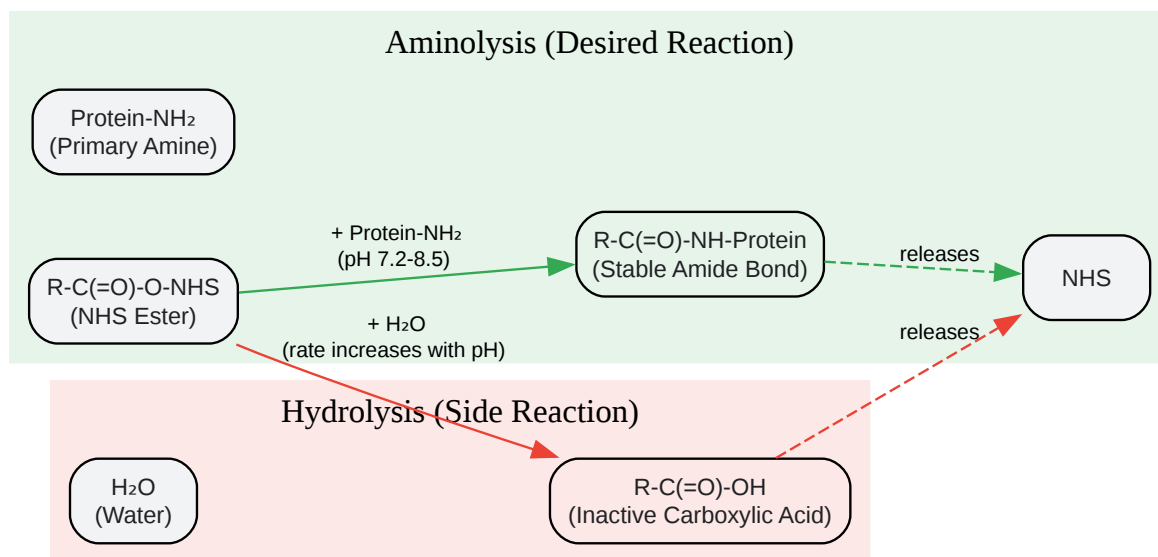 Aminolysis (Desired Reaction)
Protein-NH₂
(Primary Amine)
+ Protein-NH₂
(pH 7.2-8.5)
R-C(=O)-NH-Protein
(Stable Amide Bond)
releases
NHS
R-C(=O)-O-NHS
(NHS Ester)
+ H₂O
(rate increases with pH)
releases
Hydrolysis (Side Reaction)
H₂O
(Water)
R-C(=O)-OH
(Inactive Carboxylic Acid)